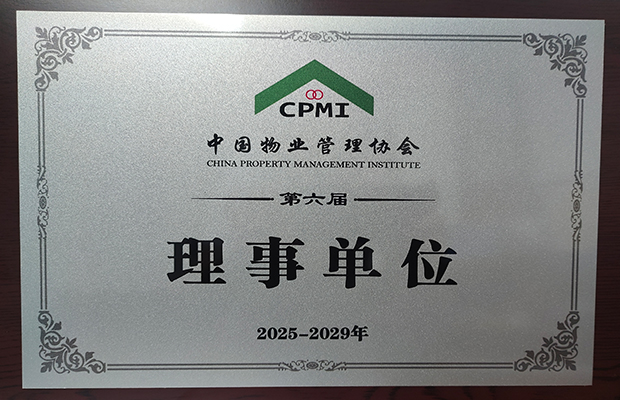 CPMI
中国物业管理协会
CHINA PROPERTY MANAGEMENT INSTITUTE
第六届
理事单位
2025-2029年